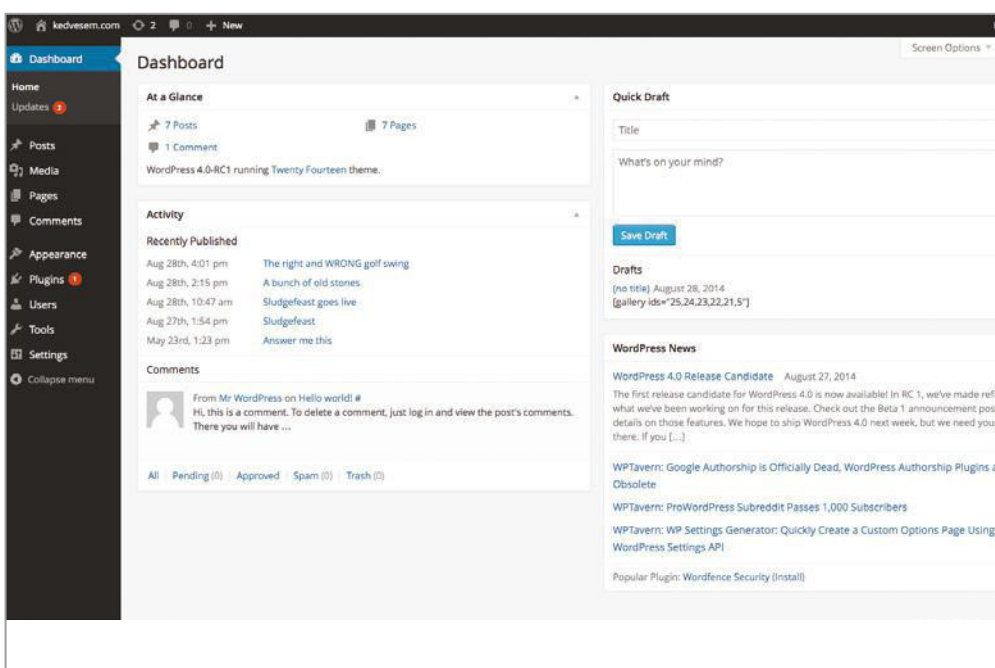 kedvesem.com 2 0 + New
Dashboard
Home
Updates 2
Posts
Media
Pages
Comments
Appearance
Plugins 1
Users
Tools
Settings
Collapse menu
Screen Options
Dashboard
At a Glance
7 Posts 7 Pages
1 Comment
WordPress 4.0-RC1 running Twenty Fourteen theme.
Activity
Recently Published
Aug 28th, 4:01 pm The right and WRONG golf swing
Aug 28th, 2:15 pm A bunch of old stones
Aug 28th, 10:47 am Sludgefeast goes live
Aug 27th, 1:54 pm Sludgefeast
May 23rd, 1:23 pm Answer me this
Comments
From Mr WordPress on Hello world! #
Hi, this is a comment. To delete a comment, just log in and view the post's comments.
There you will have ...
All Pending (0) Approved Spam (0) Trash (0)
Quick Draft
Title
What's on your mind?
Save Draft
Drafts
(no title) August 28, 2014
[gallery ids="25,24,23,22,21,5"]
WordPress News
WordPress 4.0 Release Candidate August 27, 2014
The first release candidate for WordPress 4.0 is now available! In RC 1, we've made
what we've been working on for this release. Check out the Beta 1 announcement
details on those features. We hope to ship WordPress 4.0 next week, but we need
there. If you [...]
WPTavern: Google Authorship is Officially Dead, WordPress Authorship Plugins
Obsolete
WPTavern: ProWordPress Subreddit Passes 1,000 Subscribers
WPTavern: WP Settings Generator: Quickly Create a Custom Options Page Using
WordPress Settings API
Popular Plugin: Wordfence Security (Install)